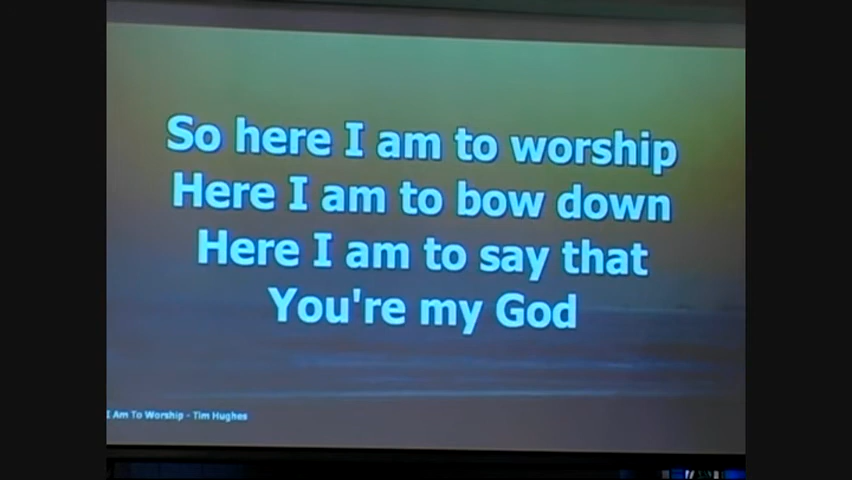 So here I am to worship
Here I am to bow down
Here I am to say that
You're my God
I Am To Worship - Tim Hughes